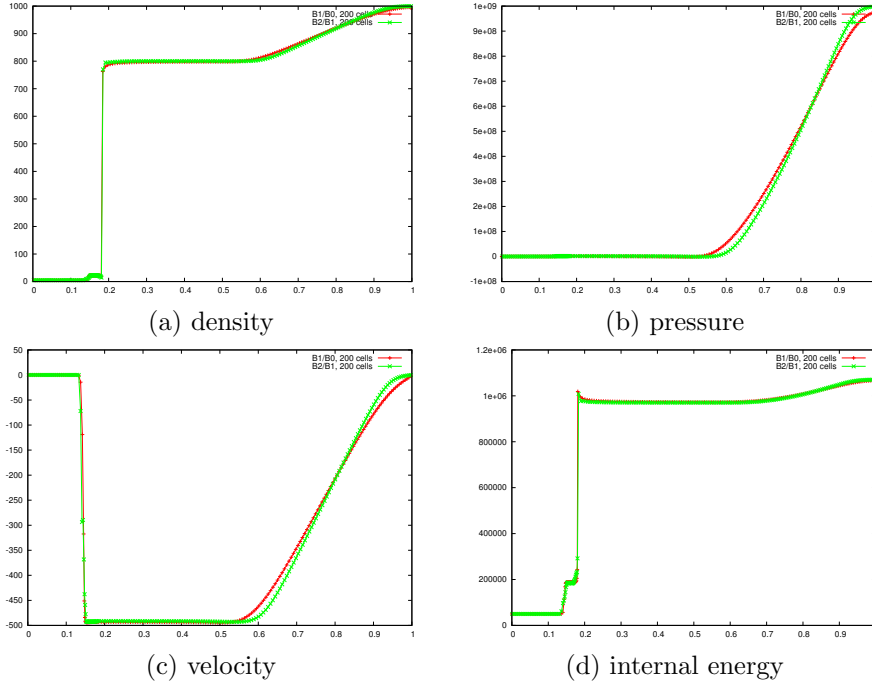 1000
900
800
700
600
500
400
300
200
100
0
0 0.1 0.2 0.3 0.4 0.5 0.6 0.7 0.8 0.9 1
B1/B0, 200 cells
B2/B1, 200 cells
(a) density
1e+09
9e+08
8e+08
7e+08
6e+08
5e+08
4e+08
3e+08
2e+08
1e+08
0
-1e+08
0 0.1 0.2 0.3 0.4 0.5 0.6 0.7 0.8 0.9
B1/B0, 200 cells
B2/B1, 200 cells
(b) pressure
50
0
-50
-100
-150
-200
-250
-300
-350
-400
-450
-500
0 0.1 0.2 0.3 0.4 0.5 0.6 0.7 0.8 0.9 1
B1/B0, 200 cells
B2/B1, 200 cells
(c) velocity
1.2e+06
1e+06
800000
600000
400000
200000
0
0 0.1 0.2 0.3 0.4 0.5 0.6 0.7 0.8 0.9
B1/B0, 200 cells
B2/B1, 200 cells
(d) internal energy